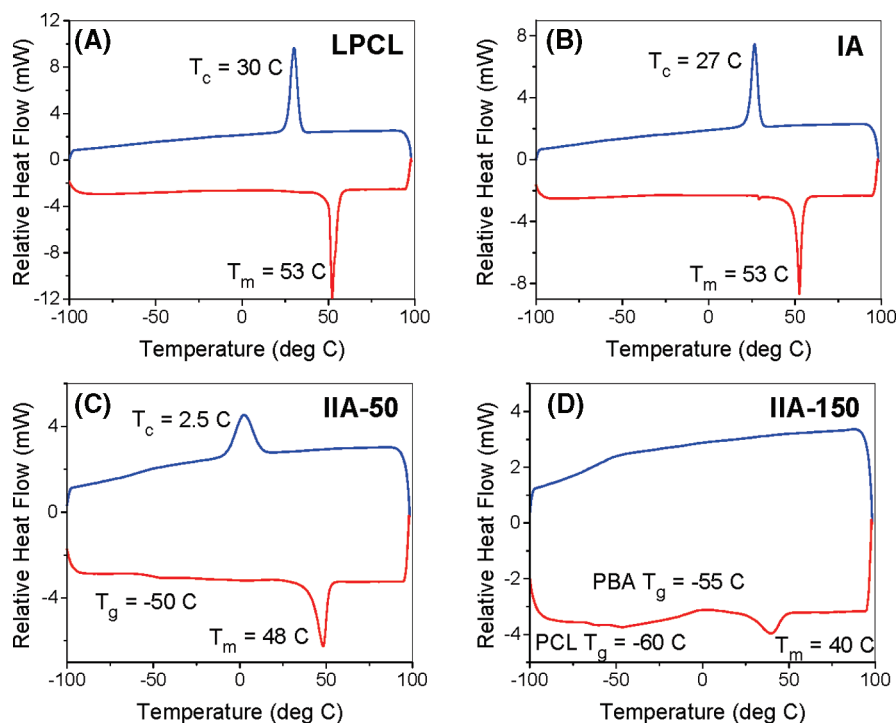 (A) LPCL
T_c = 30 C
T_m = 53 C
Relative Heat Flow (mW)
12
8
4
0
-4
-8
-12
-100 -50 0 50 100
Temperature (deg C)
(B) IA
T_c = 27 C
T_m = 53 C
Relative Heat Flow (mW)
8
4
0
-4
-8
-100 -50 0 50 100
Temperature (deg C)
(C) IIA-50
T_c = 2.5 C
T_g = -50 C
T_m = 48 C
Relative Heat Flow (mW)
4
0
-4
-100 -50 0 50 100
Temperature (deg C)
(D) IIA-150
PBA T_g = -55 C
PCL T_g = -60 C
T_m = 40 C
Relative Heat Flow (mW)
4
2
0
-2
-4
-100 -50 0 50 100
Temperature (deg C)